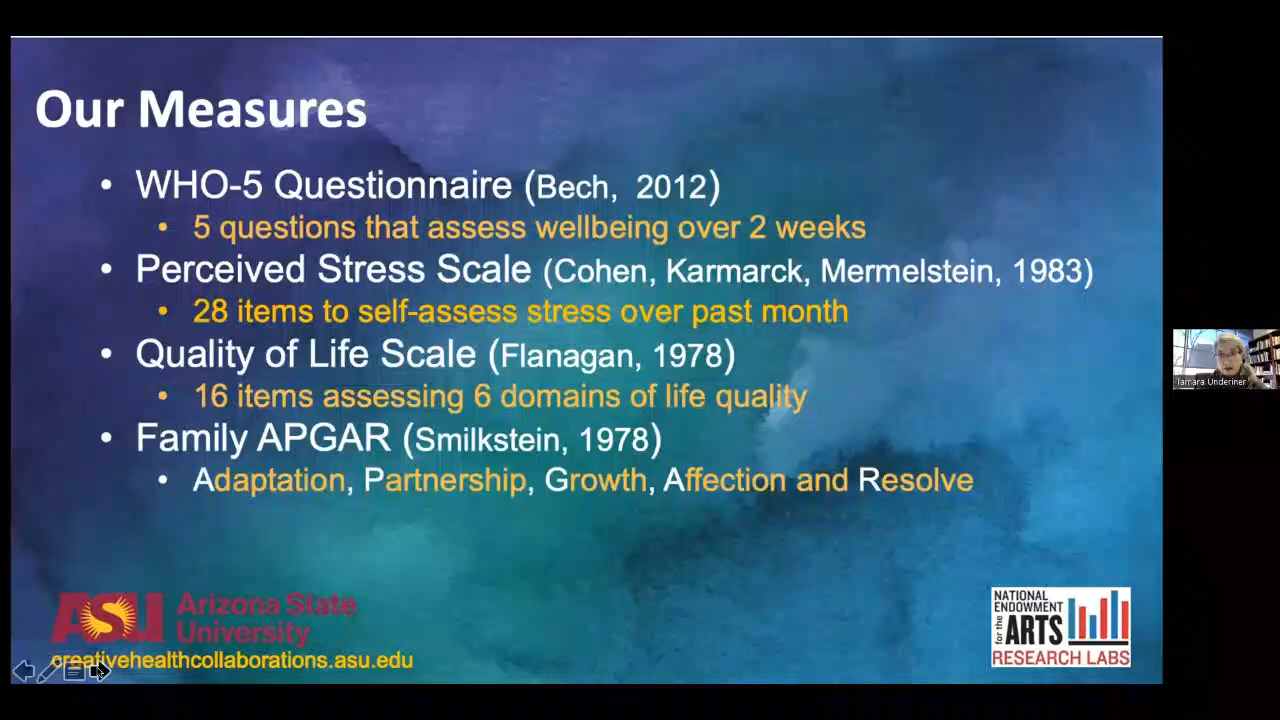 Our Measures
• WHO-5 Questionnaire (Bech, 2012)
• 5 questions that assess wellbeing over 2 weeks
• Perceived Stress Scale (Cohen, Karmarck, Mermelstein, 1983)
• 28 items to self-assess stress over past month
• Quality of Life Scale (Flanagan, 1978)
• 16 items assessing 6 domains of life quality
• Family APGAR (Smilkstein, 1978)
• Adaptation, Partnership, Growth, Affection and Resolve
Tamara Underiner
ASU Arizona State
University
creativehealthcollaborations.asu.edu
NATIONAL
ENDOWMENT
for the ARTS
RESEARCH LABS